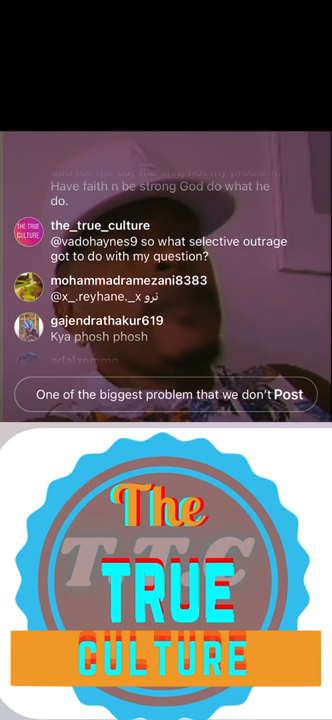 Have faith n be strong God do what he
do.
THE TRUE
CULTURE
the_true_culture
@vadohaynes9 so what selective outrage
got to do with my question?
mohammadramezani8383
@x_.reyhane._x نرو
gajendrathakur619
Kya phosh phosh
adalzemmo
One of the biggest problem that we don't Post
The
T.T.C
TRUE
CULTURE